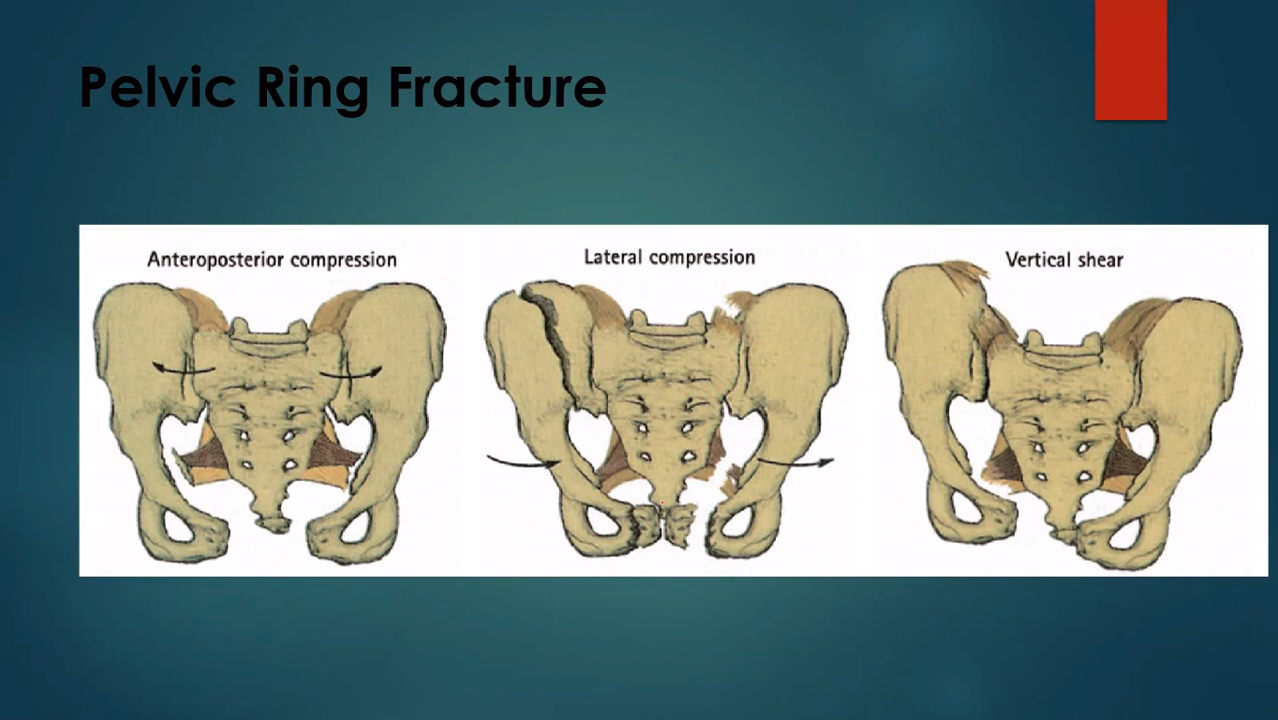 Pelvic Ring Fracture
Anteroposterior compression
Lateral compression
Vertical shear